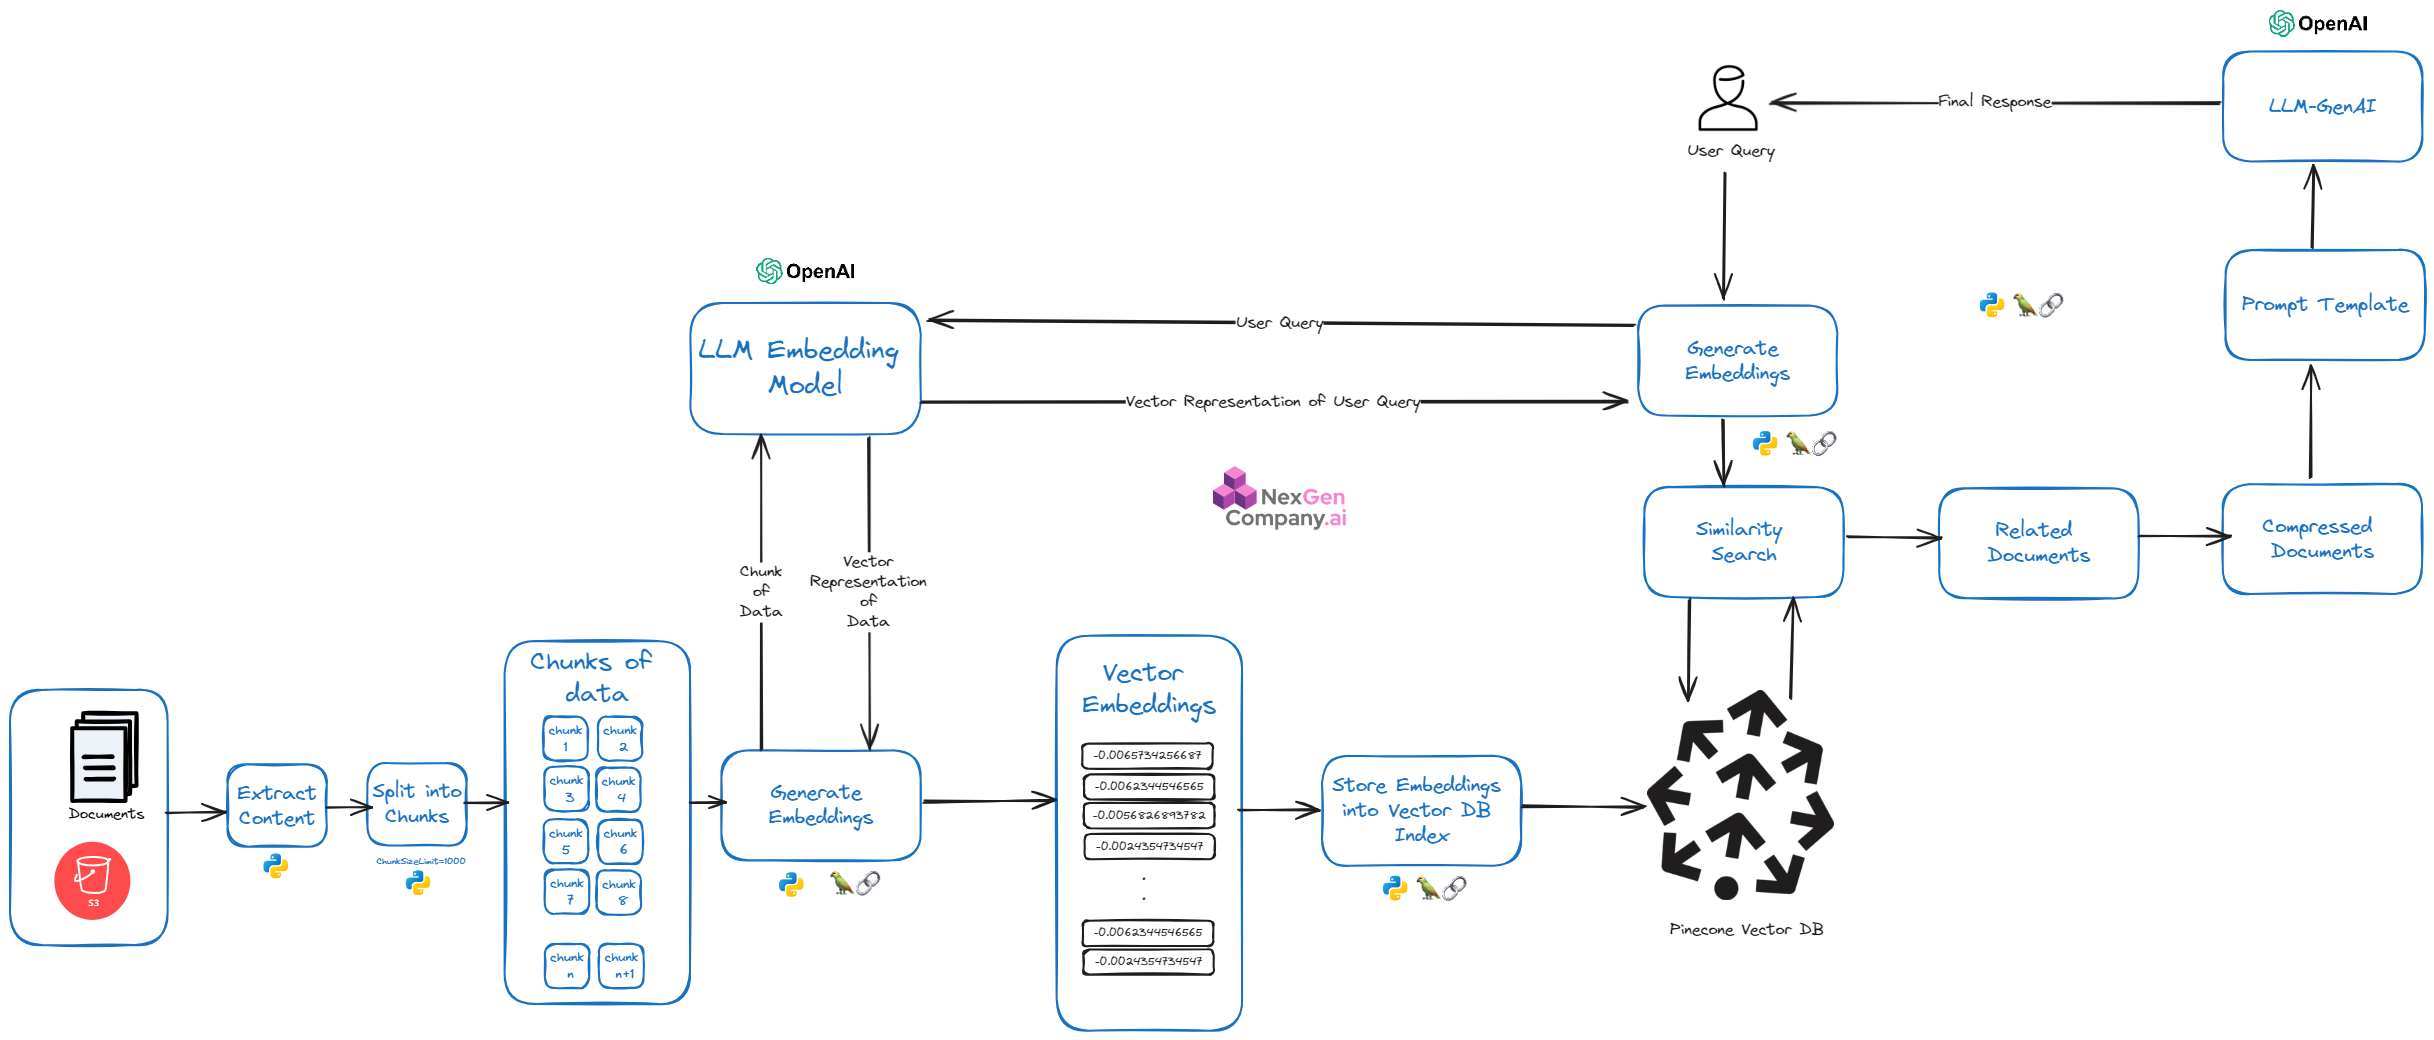 OpenAI
LLM-GenAI
Final Response
User Query
Prompt Template
OpenAI
LLM Embedding
Model
User Query
Vector Representation of User Query
Generate
Embeddings
NexGen
Company.ai
Similarity
Search
Related
Documents
Compressed
Documents
Chunk
of
Data
Vector
Representation
of
Data
Documents
S3
Extract
Content
Split into
Chunks
ChunkSizeLimit=1000
Chunks of
data
chunk
1
chunk
2
chunk
3
chunk
4
chunk
5
chunk
6
chunk
7
chunk
8
chunk
n
chunk
n+1
Generate
Embeddings
Vector
Embeddings
-0.0065734256687
-0.0062344546565
-0.0056826893782
-0.0024354734547
.
.
-0.0062344546565
-0.0024354734547
Store Embeddings
into Vector DB
Index
Pinecone Vector DB